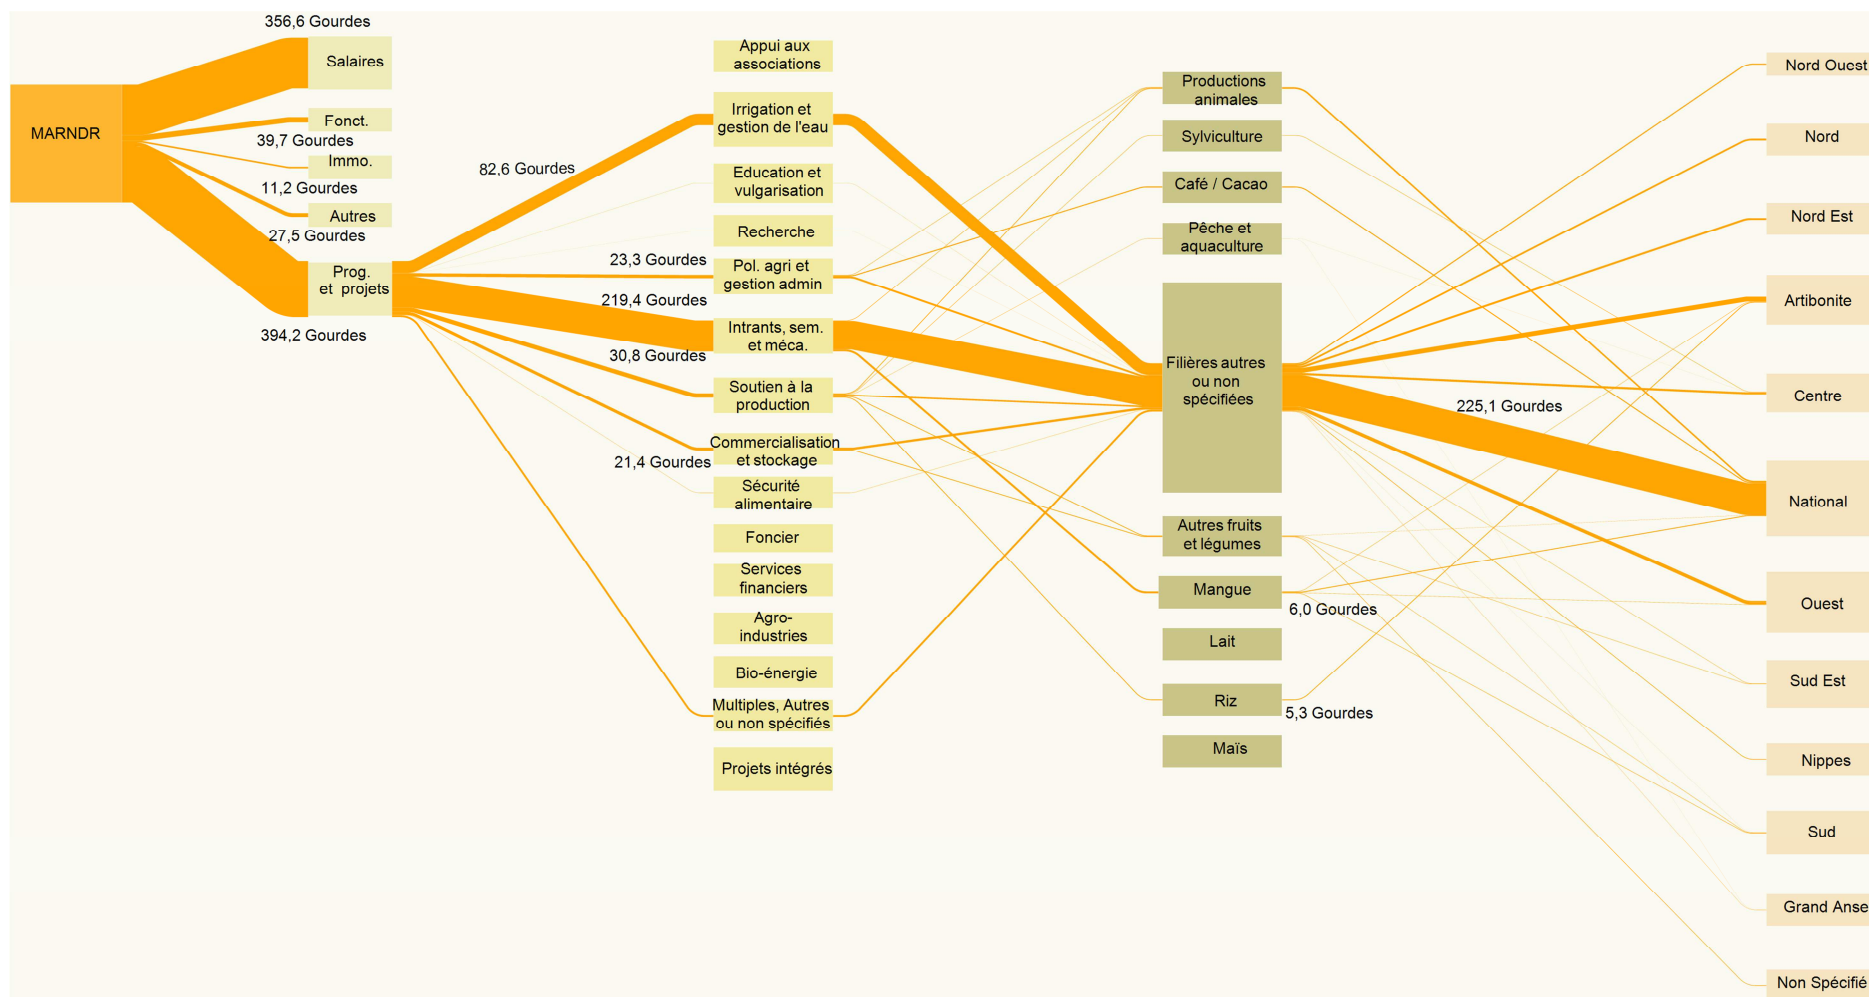 356,6 Gourdes
Salaires
MARNDR
Fonct.
39,7 Gourdes
Immo.
11,2 Gourdes
Autres
27,5 Gourdes
Prog.
et projets
394,2 Gourdes
82,6 Gourdes
23,3 Gourdes
219,4 Gourdes
30,8 Gourdes
21,4 Gourdes
Appui aux
associations
Irrigation et
gestion de l'eau
Education et
vulgarisation
Recherche
Pol. agri et
gestion admin
Intrants, sem.
et méca.
Soutien à la
production
Commercialisation
et stockage
Sécurité
alimentaire
Foncier
Services
financiers
Agro-
industries
Bio-énergie
Multiples, Autres
ou non spécifiés
Projets intégrés
Productions
animales
Sylviculture
Café / Cacao
Pêche et
aquaculture
Filières autres
ou non
spécifiées
Autres fruits
et légumes
Mangue
6,0 Gourdes
Lait
Riz
5,3 Gourdes
Maïs
225,1 Gourdes
Nord Ouest
Nord
Nord Est
Artibonite
Centre
National
Ouest
Sud Est
Nippes
Sud
Grand Anse
Non Spécifié